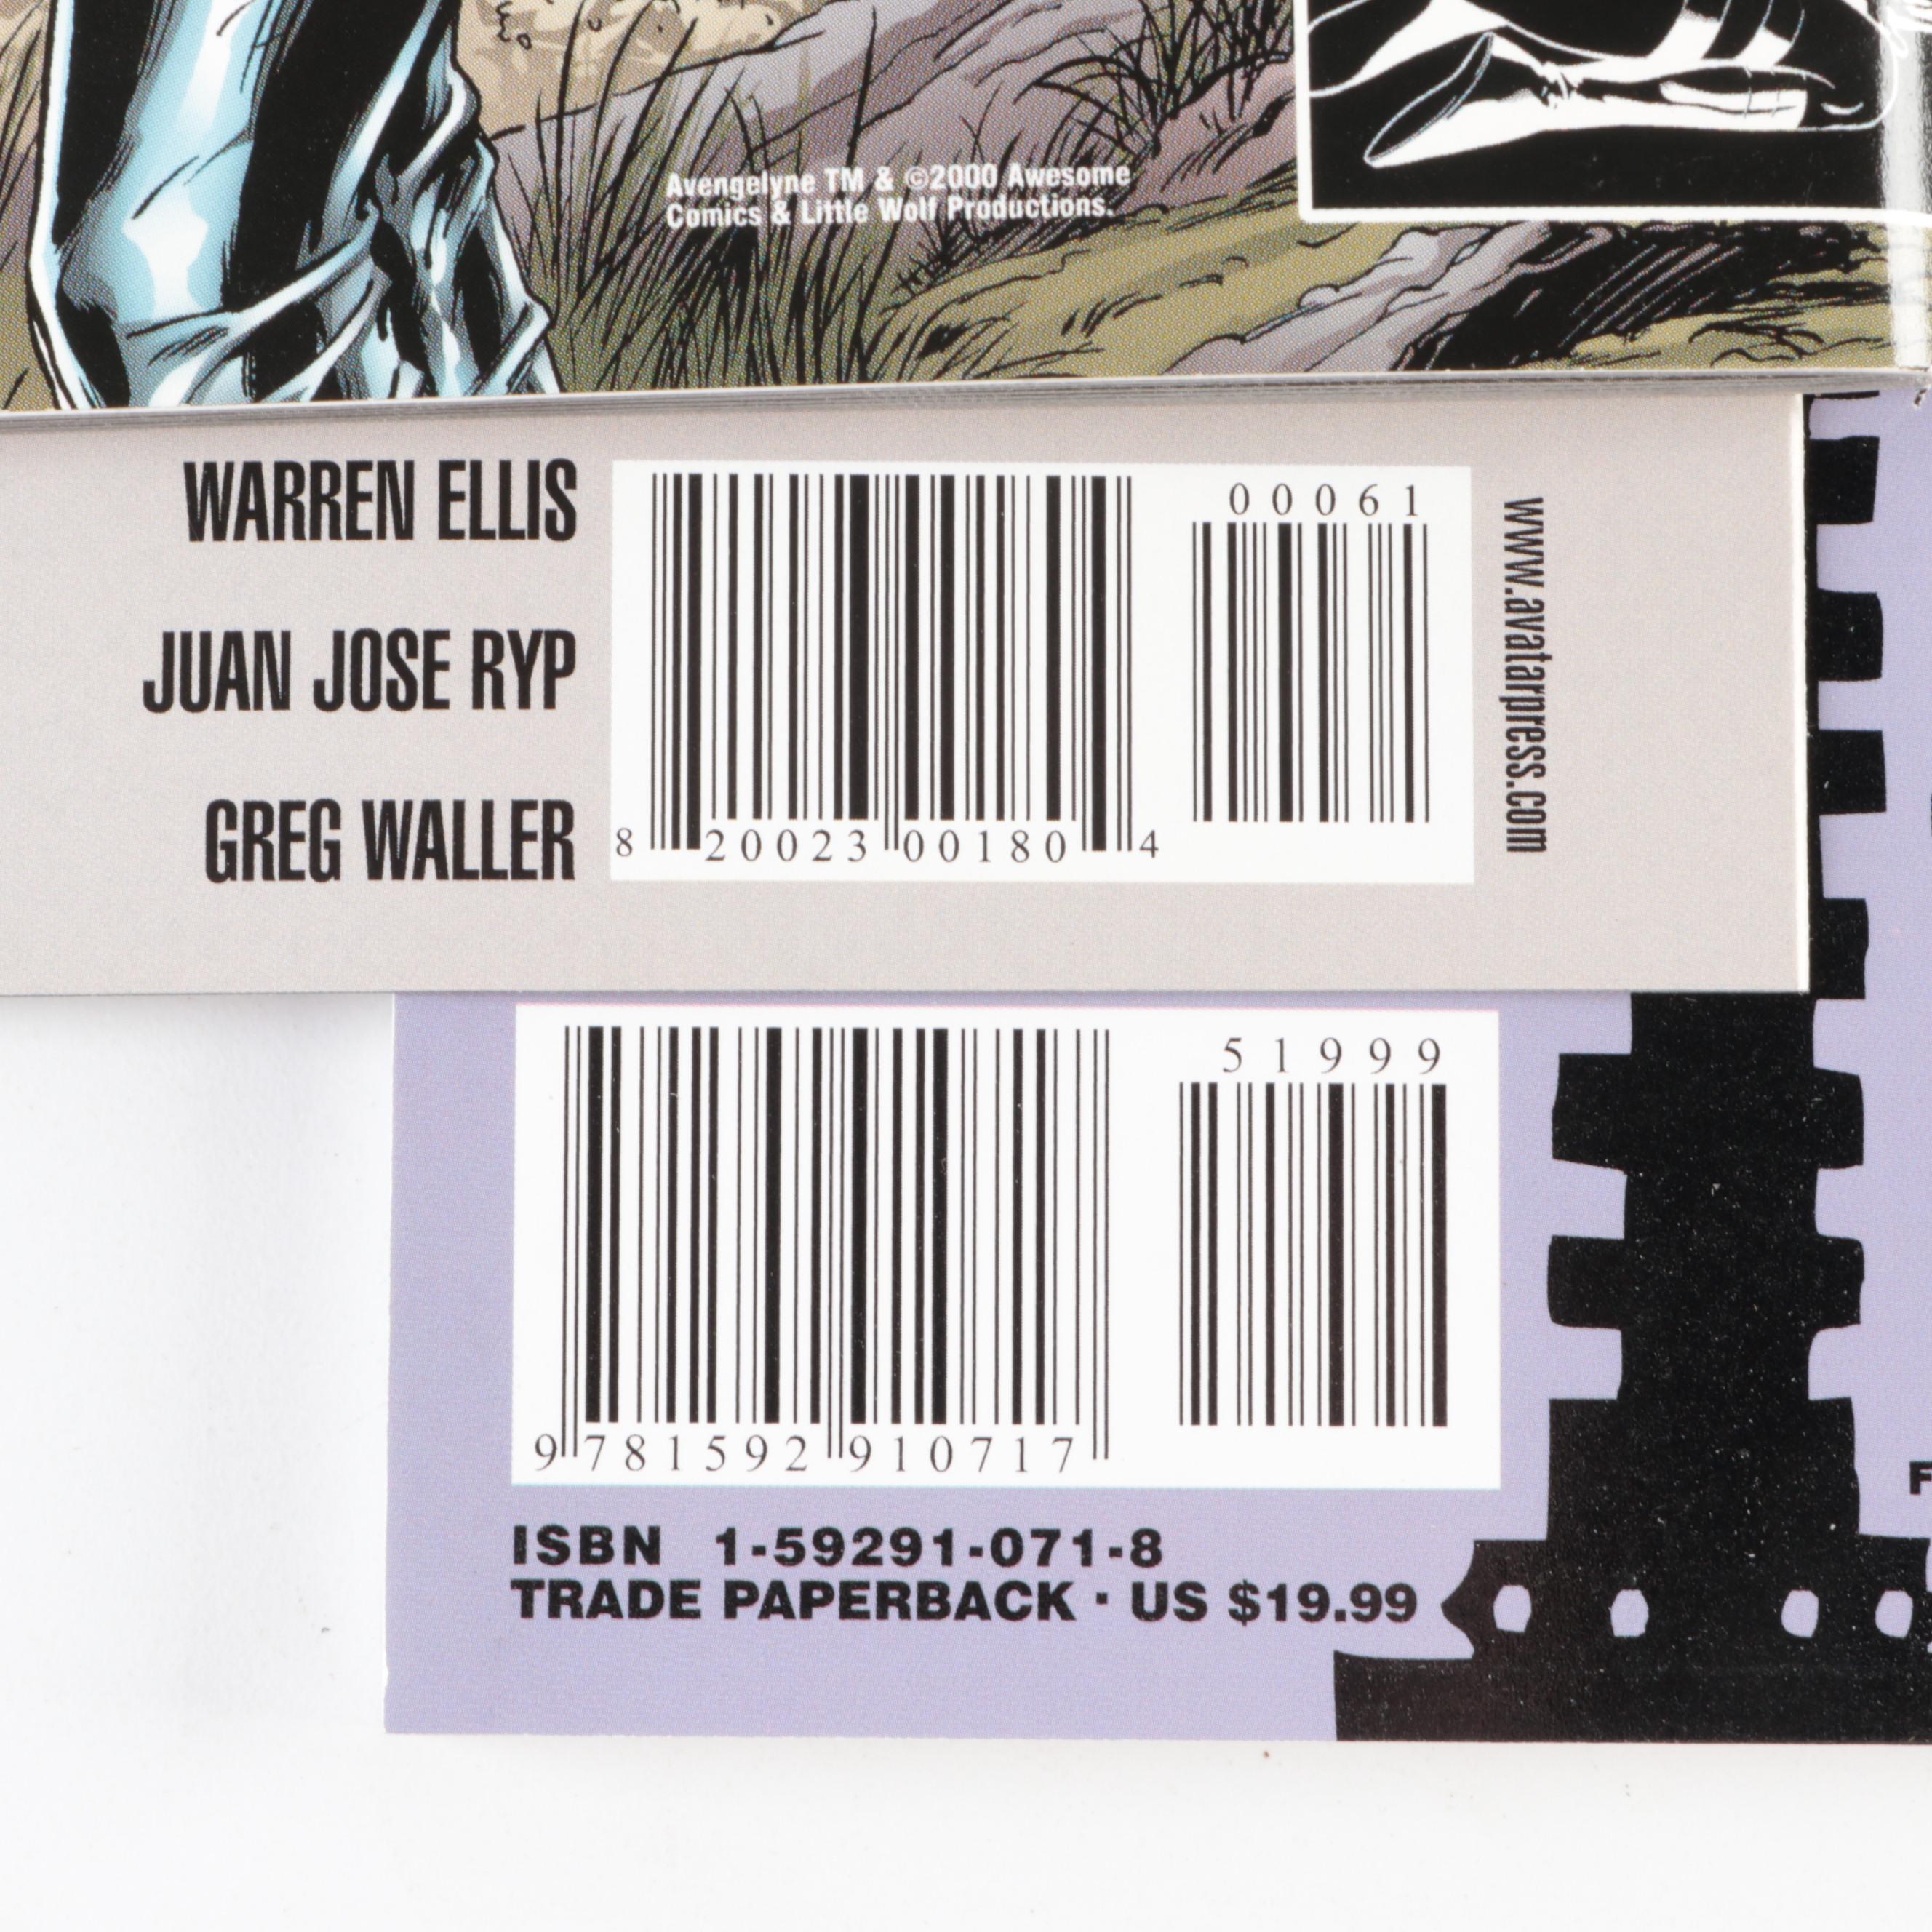 Avengelyne TM & ©2000 Awesome
Comics & Little Wolf Productions.
WARREN ELLIS
JUAN JOSE RYP
GREG WALLER
00061
8 20023 00180 4
www.avatarpress.com
51999
9 781592 910717
ISBN 1-59291-071-8
TRADE PAPERBACK · US $19.99
F